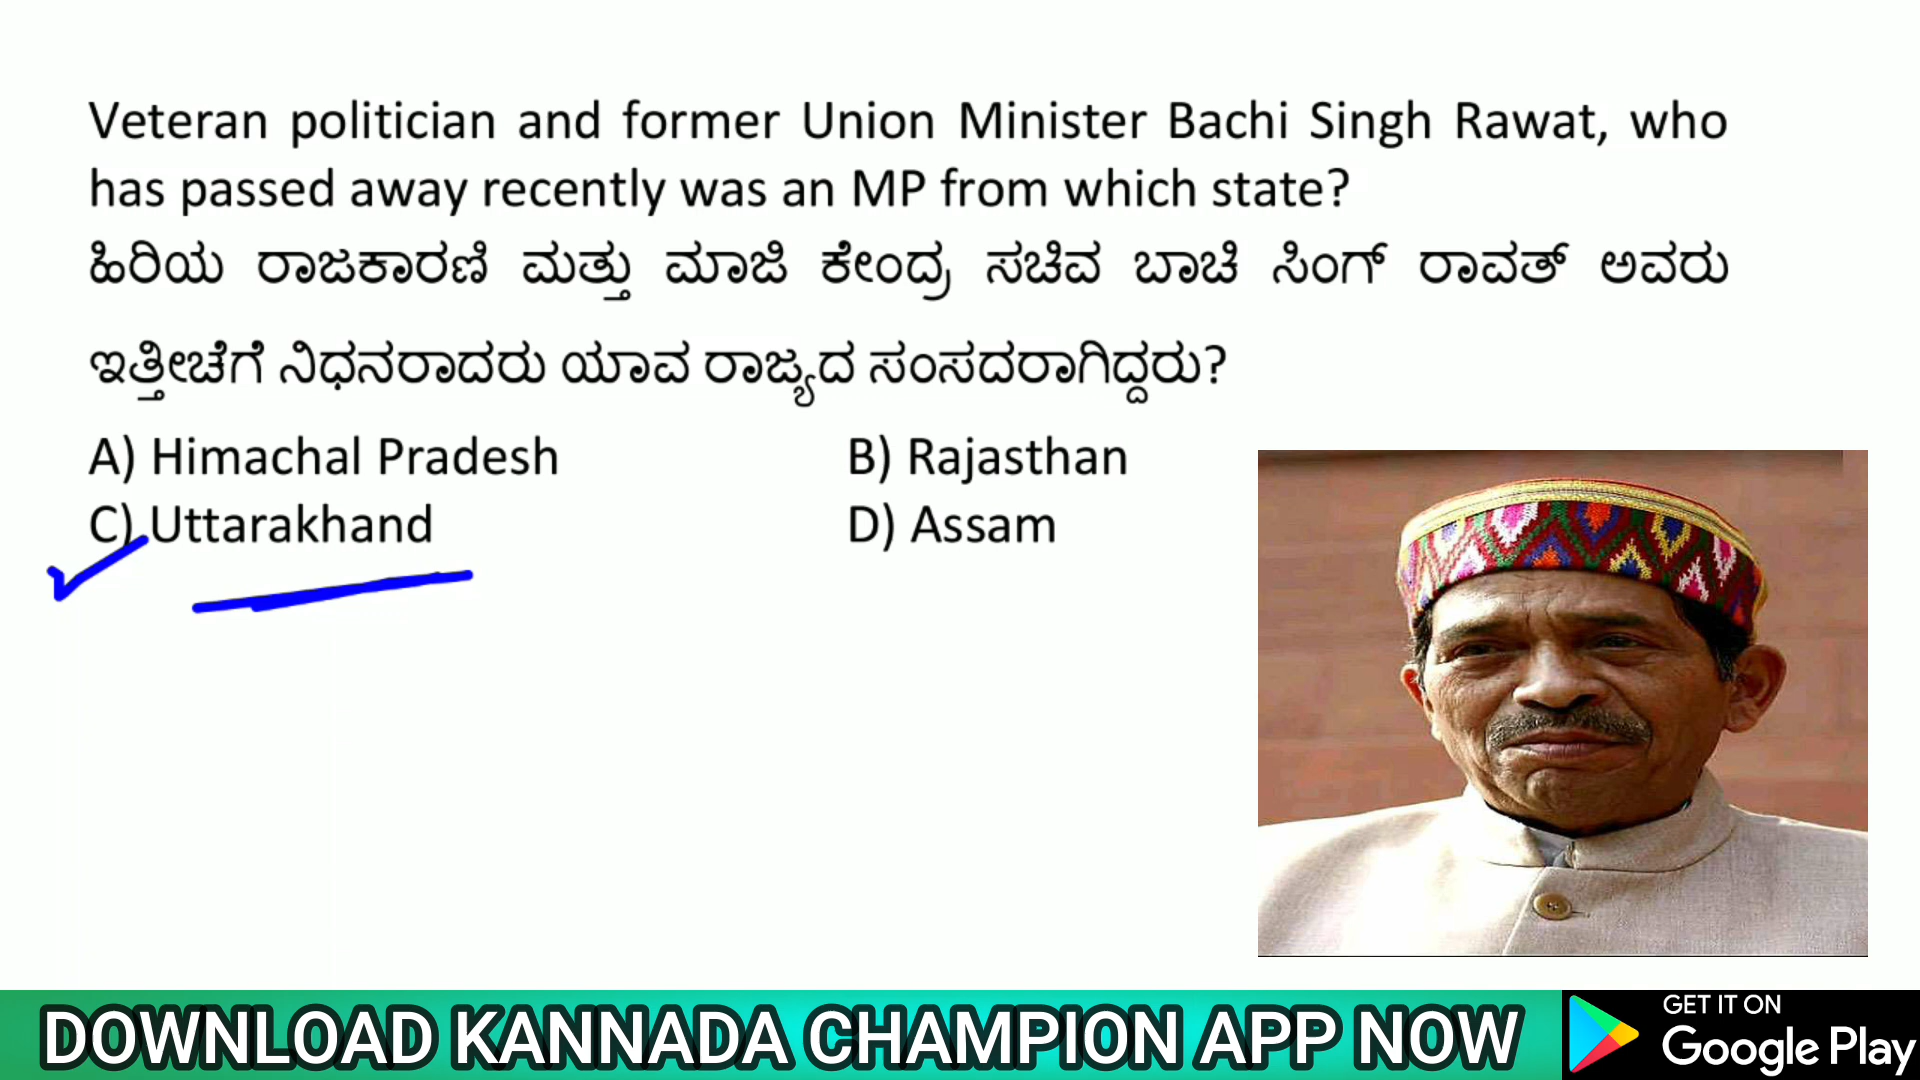 Veteran politician and former Union Minister Bachi Singh Rawat, who
has passed away recently was an MP from which state?
ಹಿರಿಯ ರಾಜಕಾರಣಿ ಮತ್ತು ಮಾಜಿ ಕೇಂದ್ರ ಸಚಿವ ಬಾಚಿ ಸಿಂಗ್ ರಾವತ್ ಅವರು
ಇತ್ತೀಚೆಗೆ ನಿಧನರಾದರು ಯಾವ ರಾಜ್ಯದ ಸಂಸದರಾಗಿದ್ದರು?
A) Himachal Pradesh B) Rajasthan
C) Uttarakhand D) Assam
DOWNLOAD KANNADA CHAMPION APP NOW
GET IT ON
Google Play